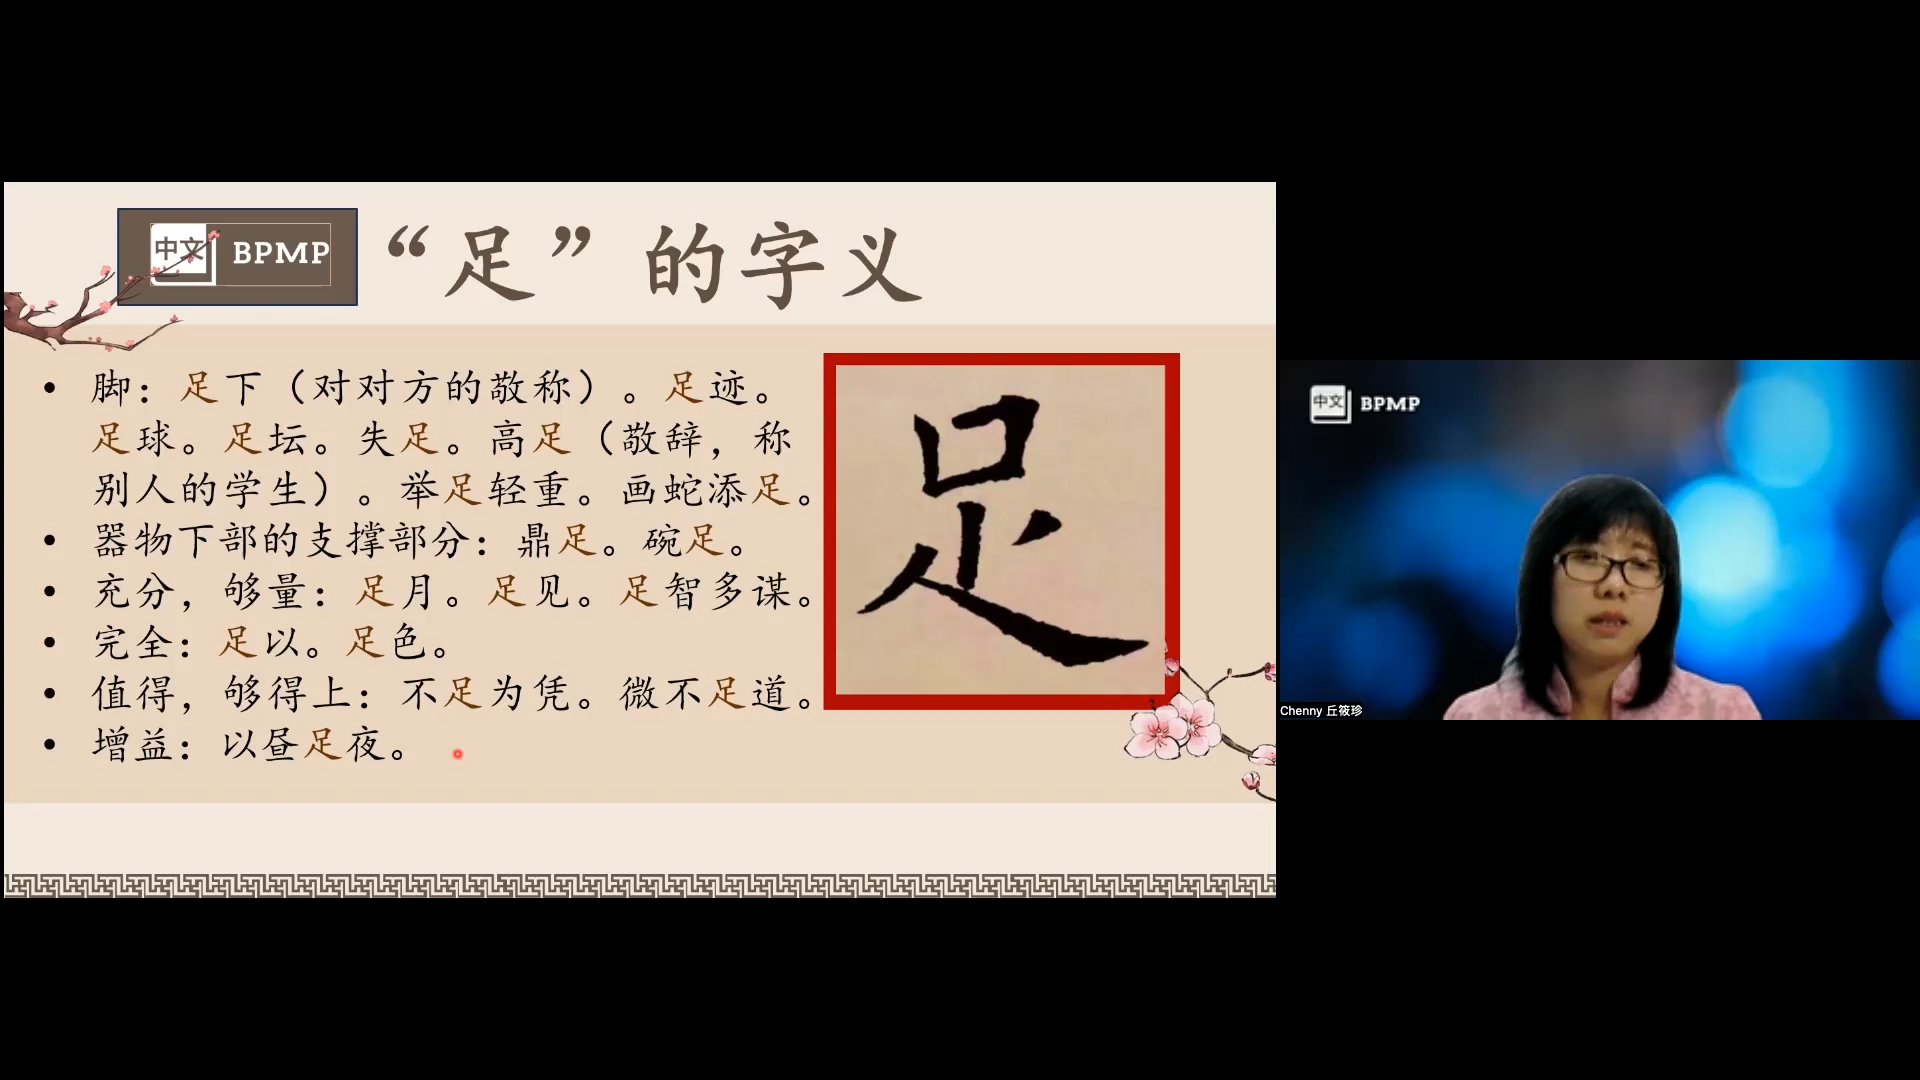 中文 BPMP
“足”的字义
• 脚：足下（对对方的敬称）。足迹。
足球。足坛。失足。高足（敬辞，称
别人的学生）。举足轻重。画蛇添足。
• 器物下部的支撑部分：鼎足。碗足。
• 充分，够量：足月。足见。足智多谋。
• 完全：足以。足色。
• 值得，够得上：不足为凭。微不足道。
• 增益：以昼足夜。
足
中文 BPMP
Chenny 丘筱珍